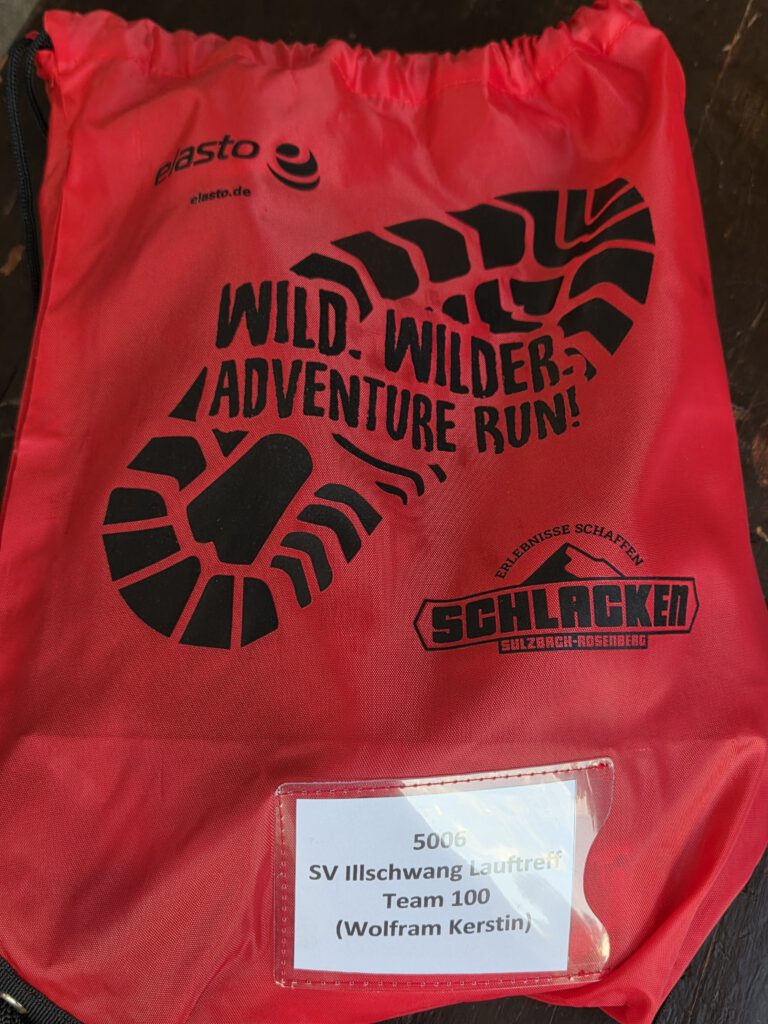 elasto
elasto.de
WILD. WILDER.
ADVENTURE RUN!
ERLEBNISSE SCHAFFEN
SCHLACKEN
SULZBACH-ROSENBERG
5006
SV Illschwang Lauftreff
Team 100
(Wolfram Kerstin)